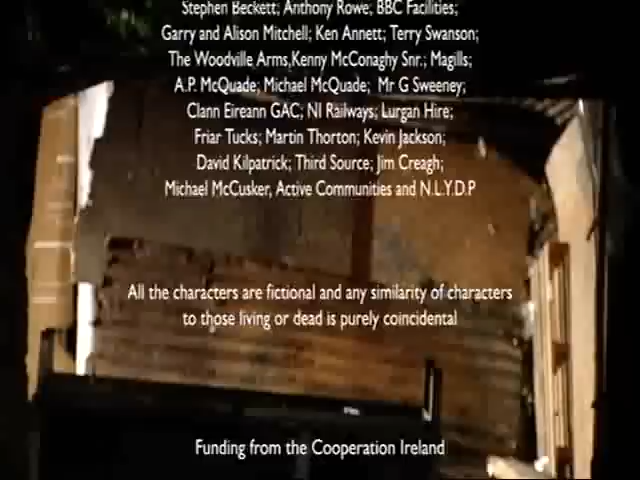 Stephen Beckett; Anthony Rowe; BBC Facilities;
Garry and Alison Mitchell; Ken Annett; Terry Swanson;
The Woodville Arms,Kenny McConaghy Snr.; Magills;
A.P. McQuade; Michael McQuade; Mr G Sweeney;
Clann Eireann GAC; NI Railways; Lurgan Hire;
Friar Tucks; Martin Thorton; Kevin Jackson;
David Kilpatrick; Third Source; Jim Creagh;
Michael McCusker, Active Communities and N.L.Y.D.P
All the characters are fictional and any similarity of characters
to those living or dead is purely coincidental
Funding from the Cooperation Ireland